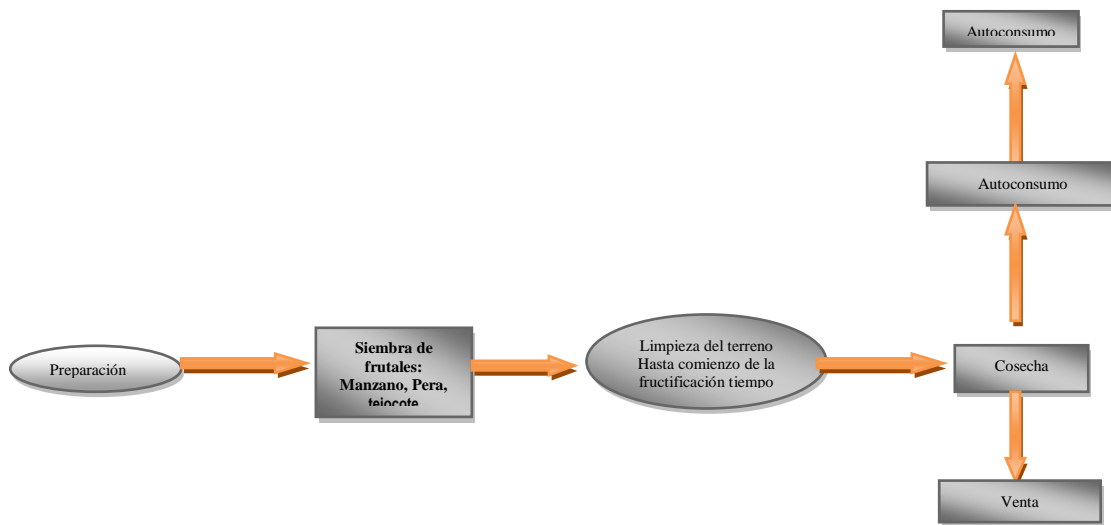 Autoconsumo
Autoconsumo
Preparación
Siembra de
frutales:
Manzano, Pera,
tejocote
Limpieza del terreno
Hasta comienzo de la
fructificación tiempo
Cosecha
Venta